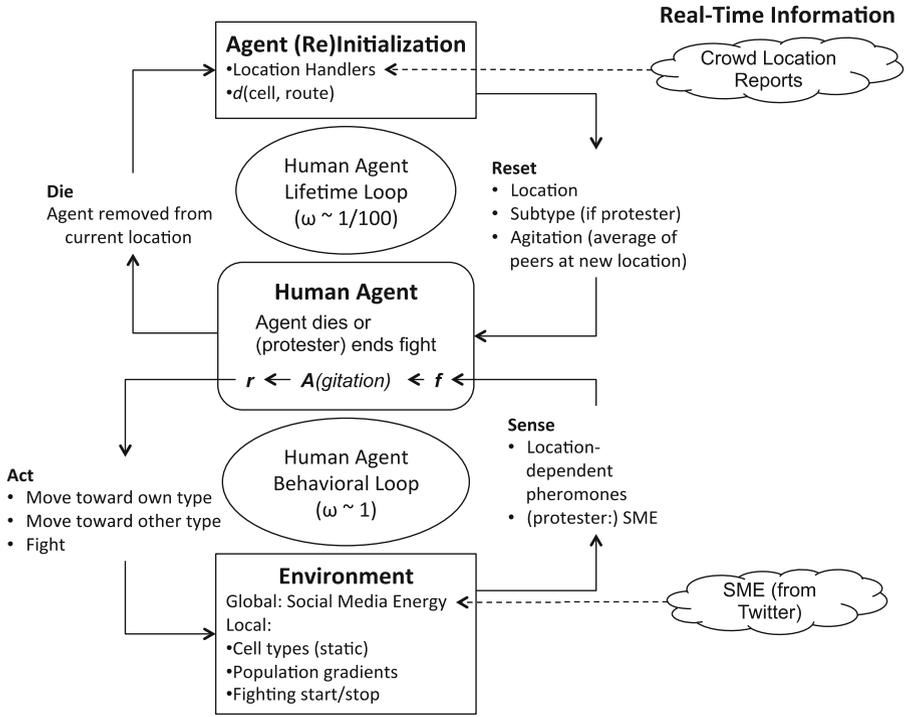 Real-Time Information
Agent (Re)Initialization
•Location Handlers
•d(cell, route)
Crowd Location
Reports
Human Agent
Lifetime Loop
(ω ~ 1/100)
Reset
• Location
• Subtype (if protester)
• Agitation (average of
peers at new location)
Die
Agent removed from
current location
Human Agent
Agent dies or
(protester) ends fight
r ← A(gitation) ← f
Sense
• Location-
dependent
pheromones
• (protester:) SME
Human Agent
Behavioral Loop
(ω ~ 1)
Act
• Move toward own type
• Move toward other type
• Fight
Environment
Global: Social Media Energy
Local:
•Cell types (static)
•Population gradients
•Fighting start/stop
SME (from
Twitter)